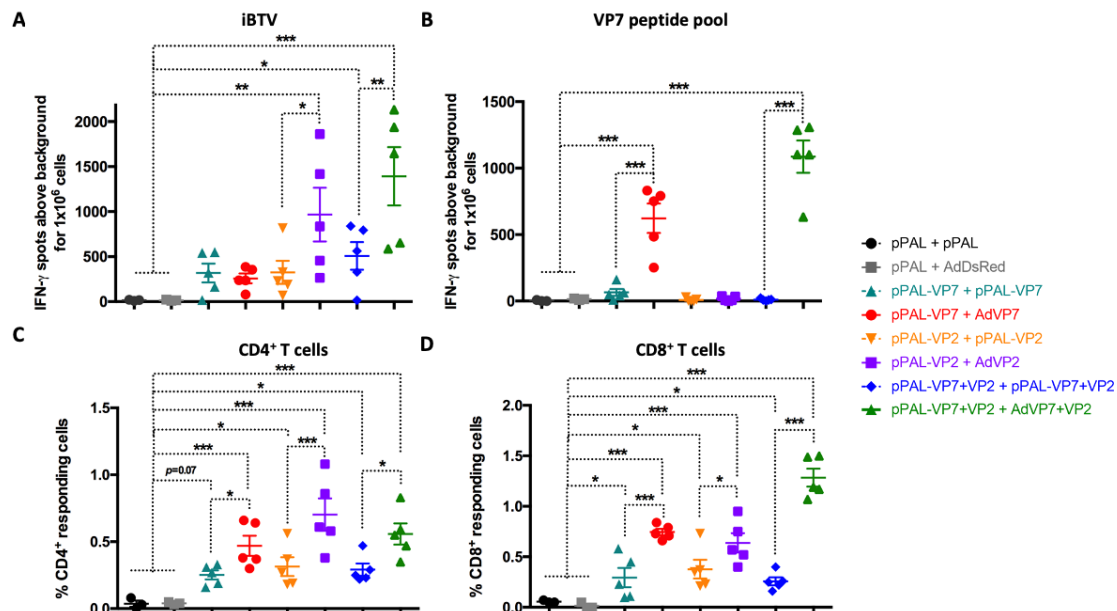 A
iBTV
IFN-γ spots above background
for 1x10⁶ cells
2000
1500
1000
500
0
***
*
**
*
**
B
VP7 peptide pool
IFN-γ spots above background
for 1x10⁶ cells
1500
1000
500
0
***
***
***
***
pPAL + pPAL
pPAL + AdDsRed
pPAL-VP7 + pPAL-VP7
pPAL-VP7 + AdVP7
pPAL-VP2 + pPAL-VP2
pPAL-VP2 + AdVP2
pPAL-VP7+VP2 + pPAL-VP7+VP2
pPAL-VP7+VP2 + AdVP7+VP2
C
CD4⁺ T cells
% CD4⁺ responding cells
1.5
1.0
0.5
0.0
***
*
***
*
***
***
p=0.07
*
*
D
CD8⁺ T cells
% CD8⁺ responding cells
2.0
1.5
1.0
0.5
0.0
***
*
***
***
*
***
*
***
*